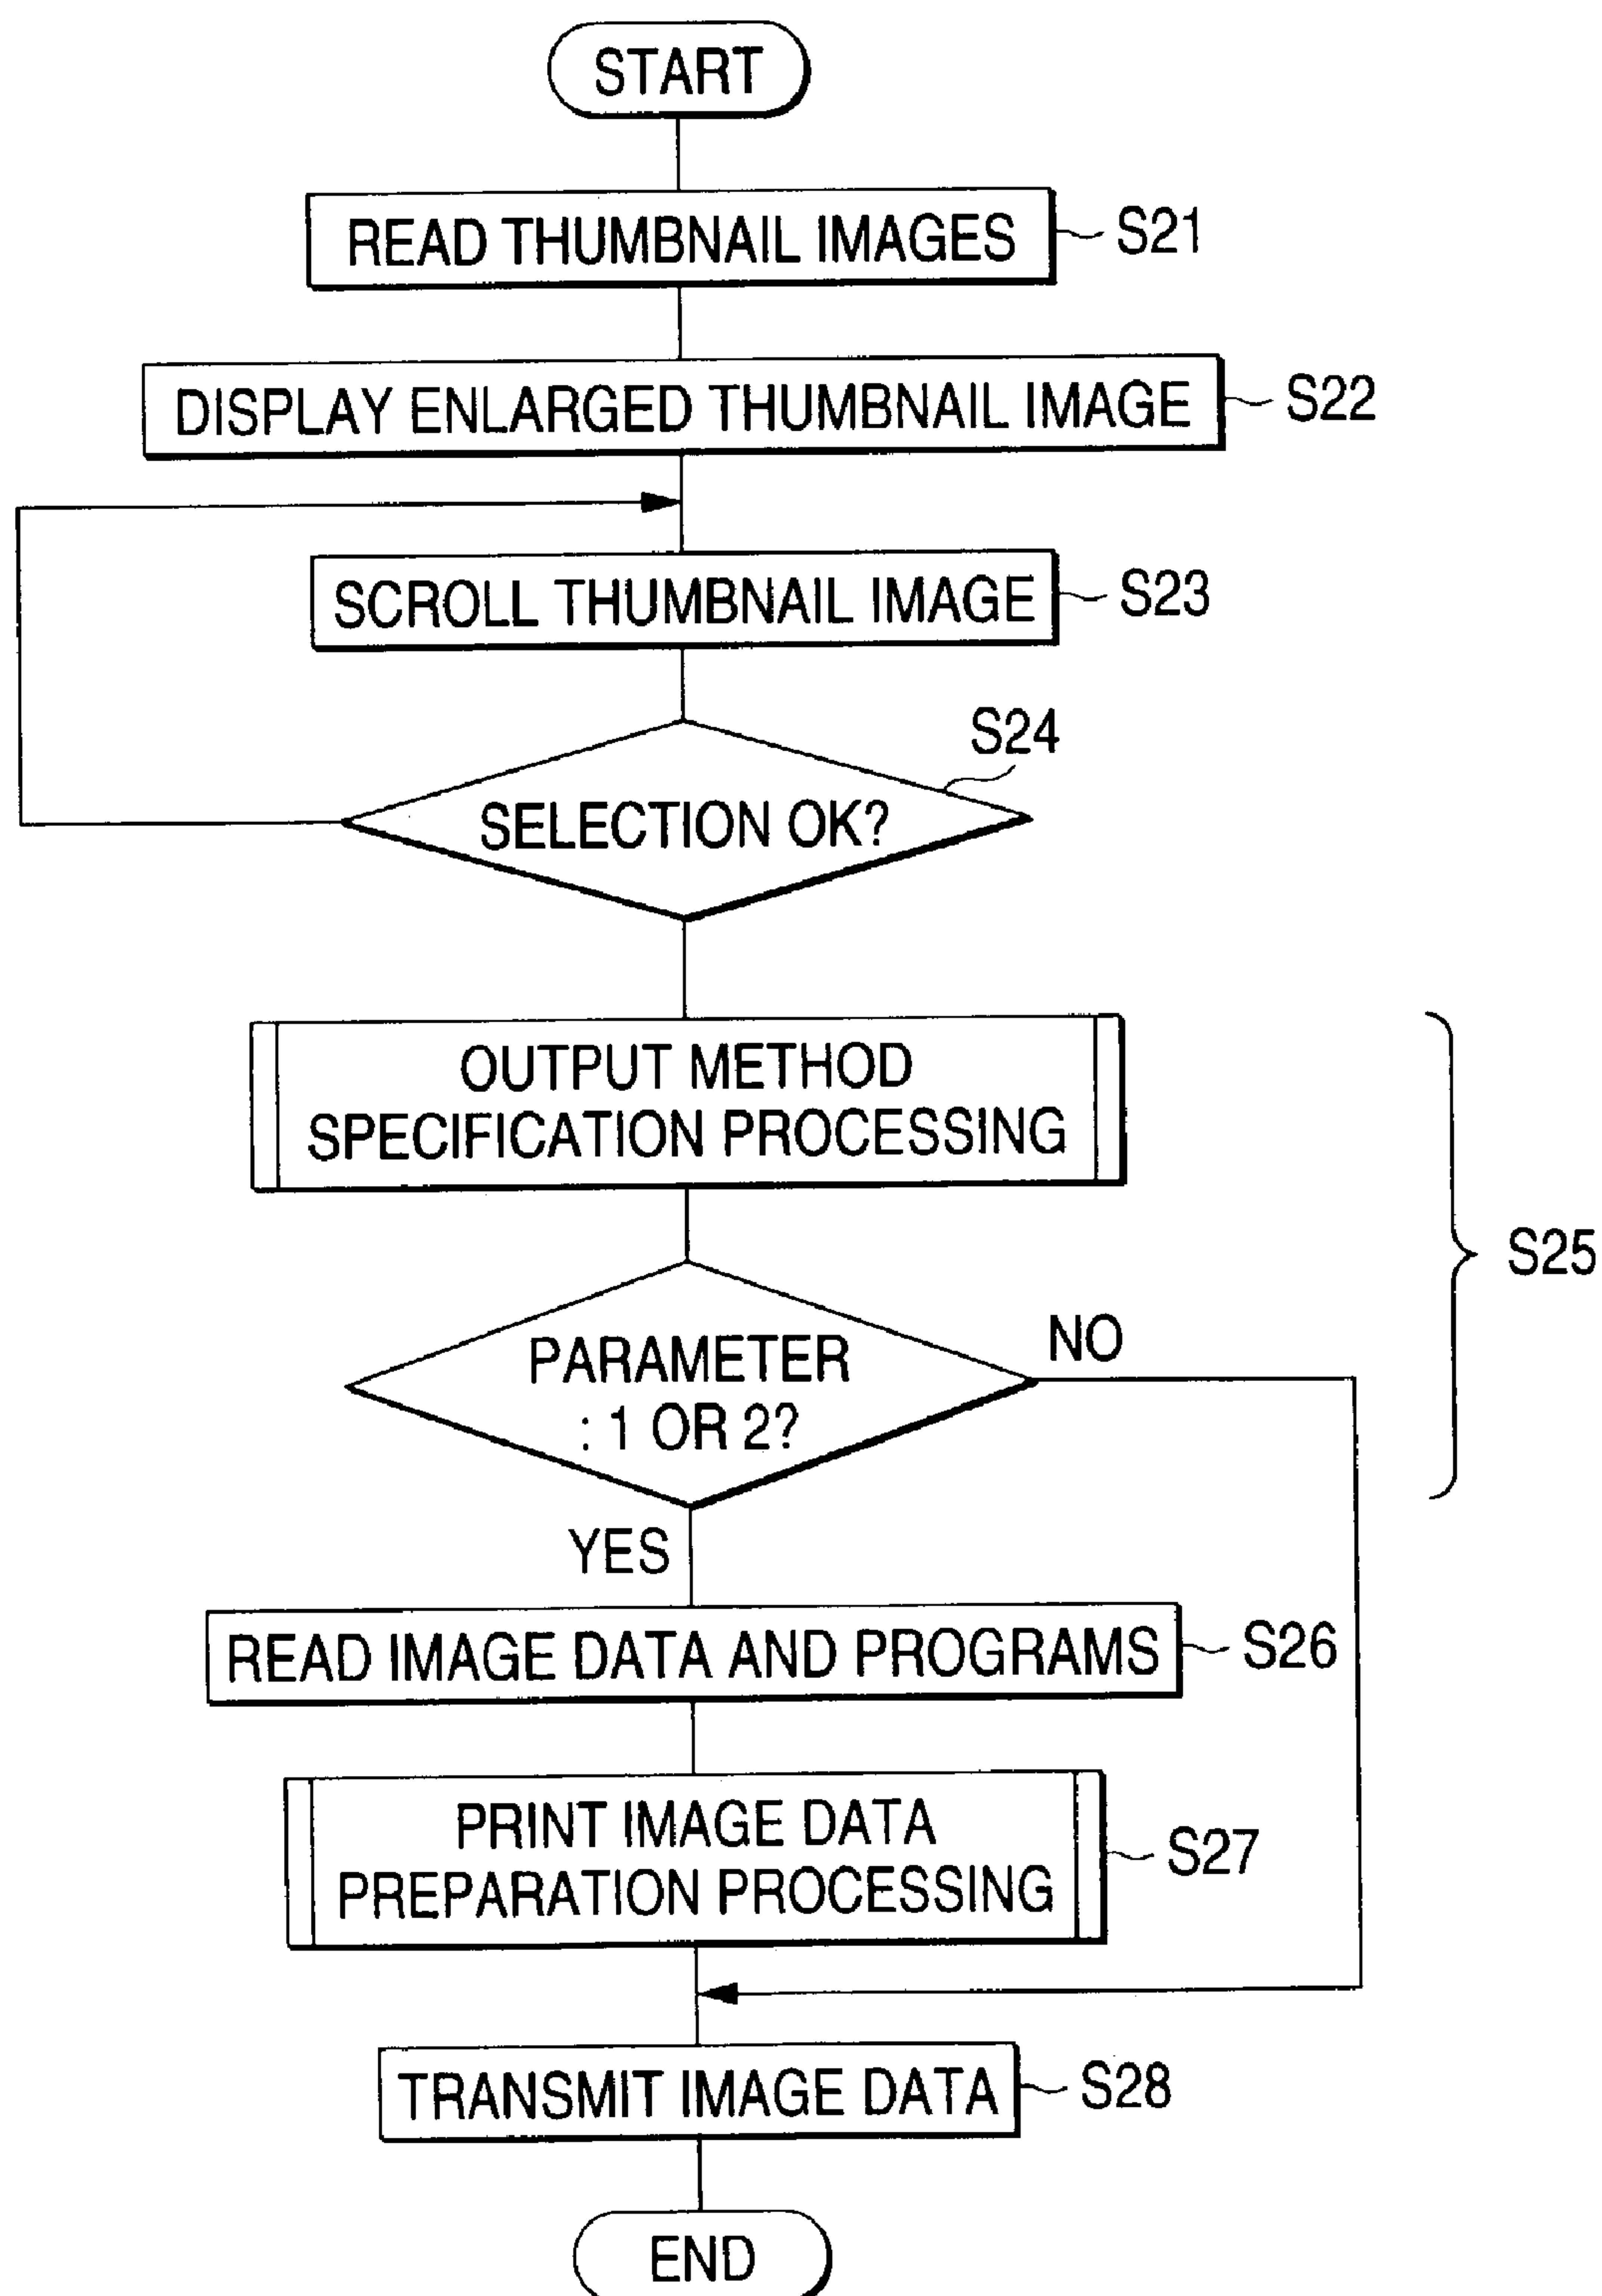 START
READ THUMBNAIL IMAGES
S21
DISPLAY ENLARGED THUMBNAIL IMAGE
S22
SCROLL THUMBNAIL IMAGE
S23
S24
SELECTION OK?
OUTPUT METHOD
SPECIFICATION PROCESSING
S25
PARAMETER
: 1 OR 2?
NO
YES
READ IMAGE DATA AND PROGRAMS
S26
PRINT IMAGE DATA
PREPARATION PROCESSING
S27
TRANSMIT IMAGE DATA
S28
END